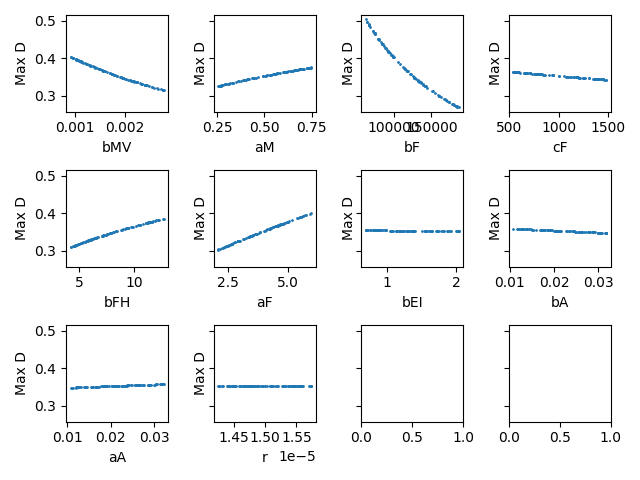 0.5
0.4
0.3
Max D
0.001 0.002
bMV
Max D
0.25 0.50 0.75
aM
Max D
100000 150000
bF
Max D
500 1000 1500
cF
0.5
0.4
0.3
Max D
5 10
bFH
Max D
2.5 5.0
aF
Max D
1 2
bEI
Max D
0.01 0.02 0.03
bA
0.5
0.4
0.3
Max D
0.01 0.02 0.03
aA
Max D
1.45 1.50 1.55
1e−5
r
0.0 0.5 1.0
0.0 0.5 1.0